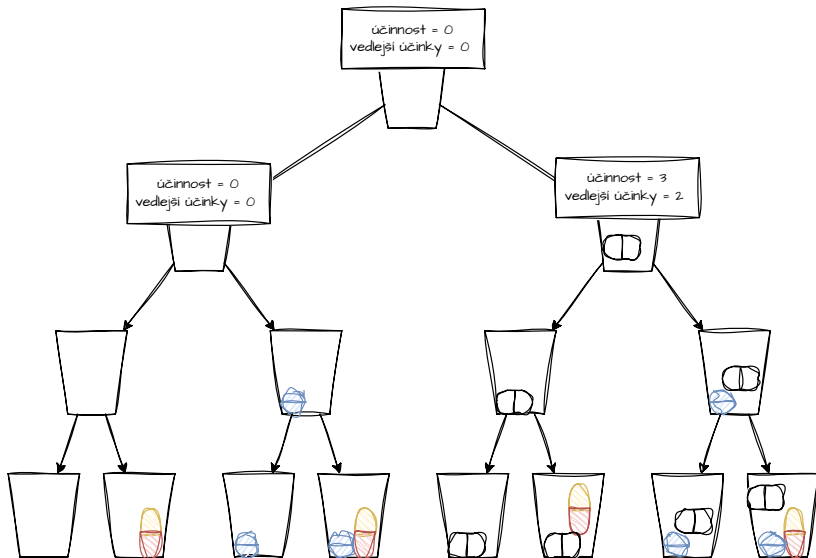 účinnost = 0
vedlejší účinky = 0
účinnost = 0
vedlejší účinky = 0
účinnost = 3
vedlejší účinky = 2